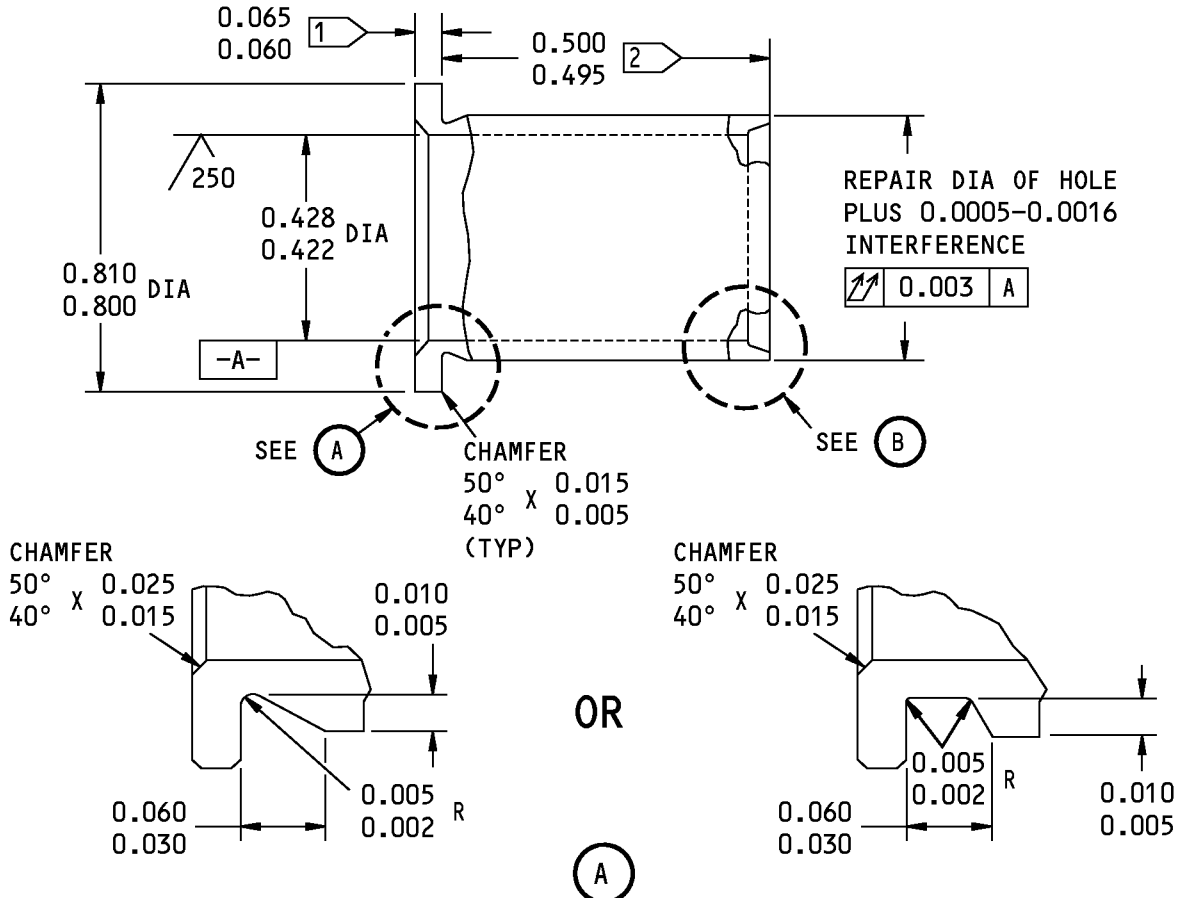 0.065
0.060
1
0.500
0.495
2
250
0.428
0.422
DIA
0.810
0.800
DIA
-A-
REPAIR DIA OF HOLE
PLUS 0.0005-0.0016
INTERFERENCE
0.003 A
SEE A
CHAMFER
50°
40°
X
0.015
0.005
(TYP)
SEE B
CHAMFER
50°
40°
X
0.025
0.015
0.010
0.005
0.005
0.002
R
0.060
0.030
OR
CHAMFER
50°
40°
X
0.025
0.015
0.005
0.002
R
0.060
0.030
0.010
0.005
A